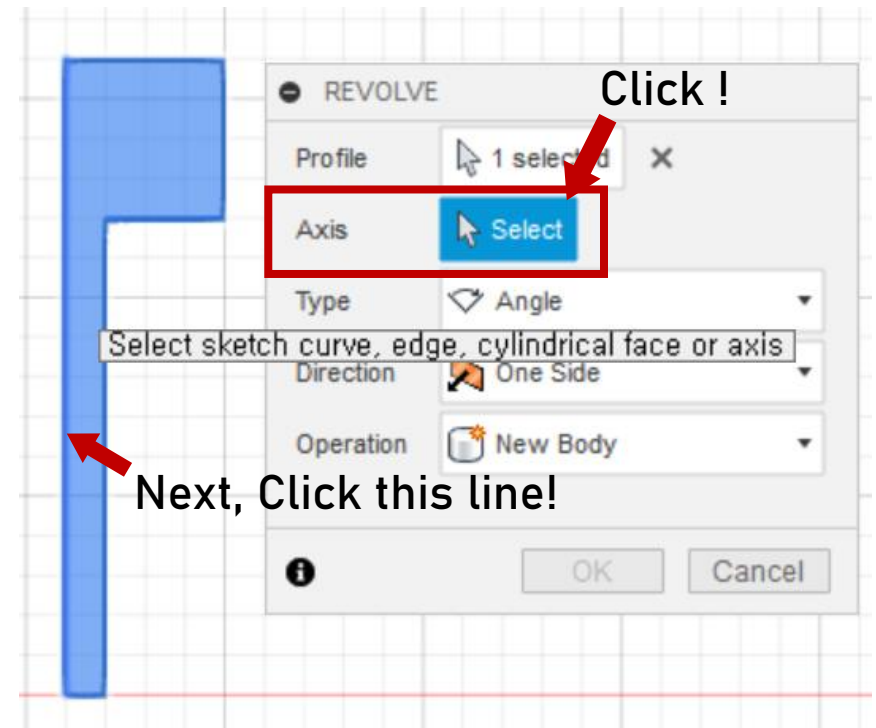 REVOLVE
Click !
Profile 1 selected
Axis Select
Type Angle
Select sketch curve, edge, cylindrical face or axis
Direction One Side
Operation New Body
Next, Click this line!
OK Cancel